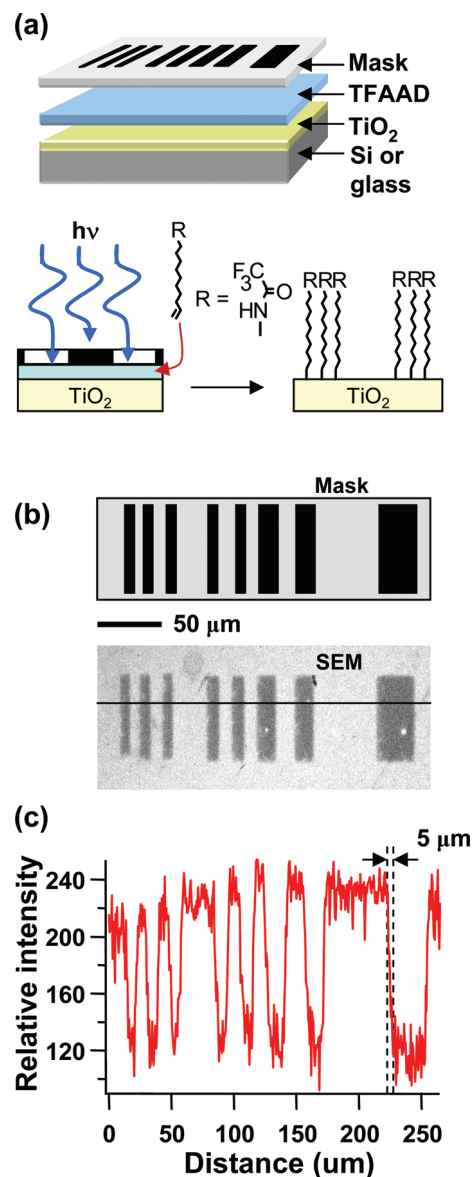 (a)
Mask
TFAAD
TiO₂
Si or
glass
hν
R
R =
F₃C
O
HN
RRR RRR
TiO₂
TiO₂
(b)
Mask
50 μm
SEM
(c)
5 μm
240
200
160
120
Relative intensity
0 50 100 150 200 250
Distance (um)